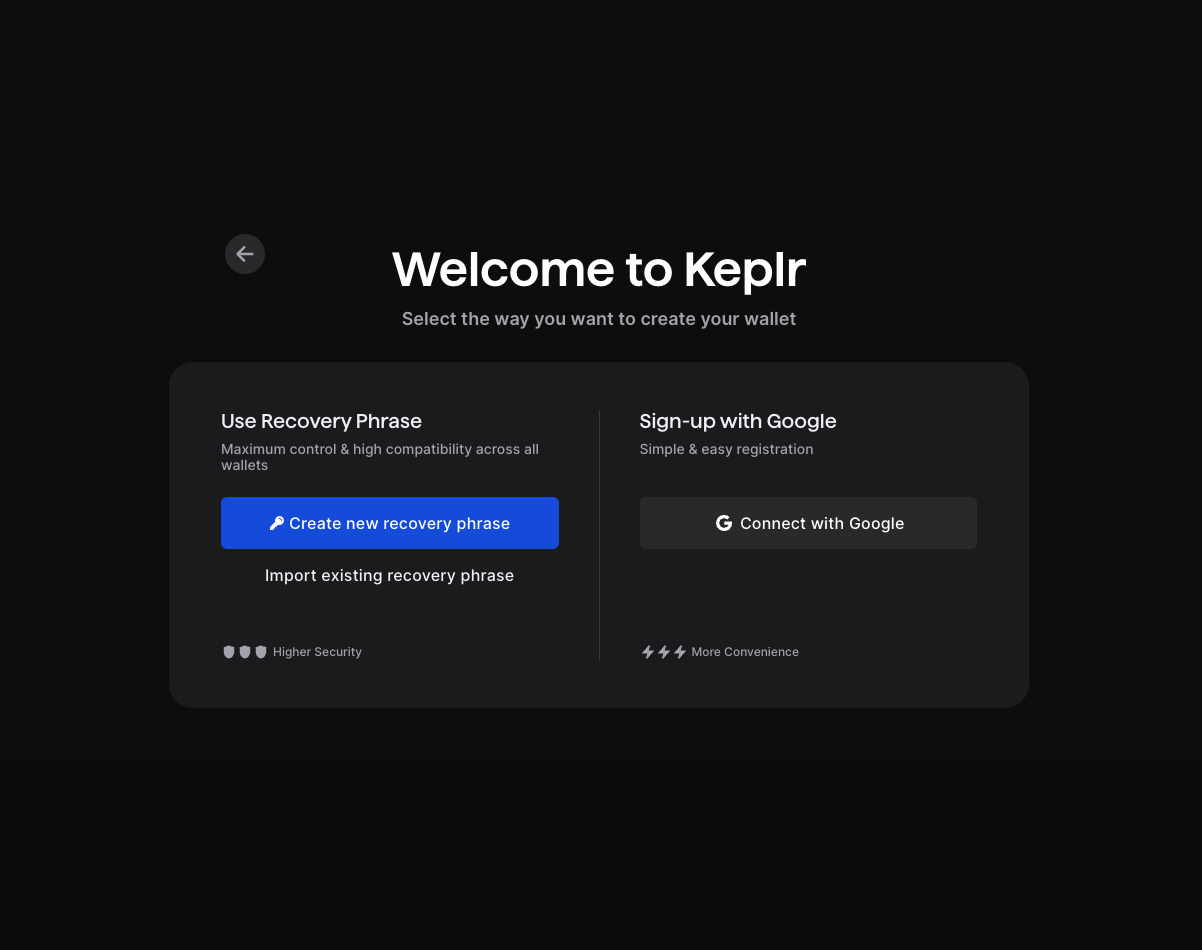 Welcome to Keplr
Select the way you want to create your wallet
Use Recovery Phrase
Maximum control & high compatibility across all
wallets
Create new recovery phrase
Import existing recovery phrase
Higher Security
Sign-up with Google
Simple & easy registration
Connect with Google
More Convenience